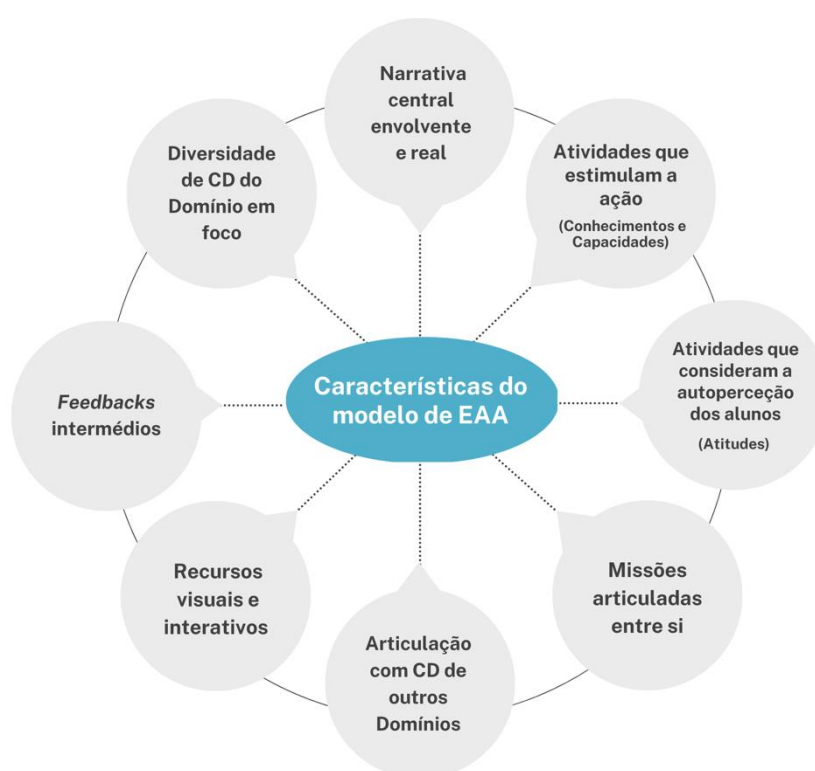 Narrativa
central
envolvente
e real
Atividades que
estimulam a
ação
(Conhecimentos e
Capacidades)
Atividades que
consideram a
autoperceção
dos alunos
(Atitudes)
Missões
articuladas
entre si
Articulação
com CD de
outros
Domínios
Recursos
visuais e
interativos
Feedbacks
intermédios
Diversidade
de CD do
Domínio em
foco
Características do
modelo de EAA